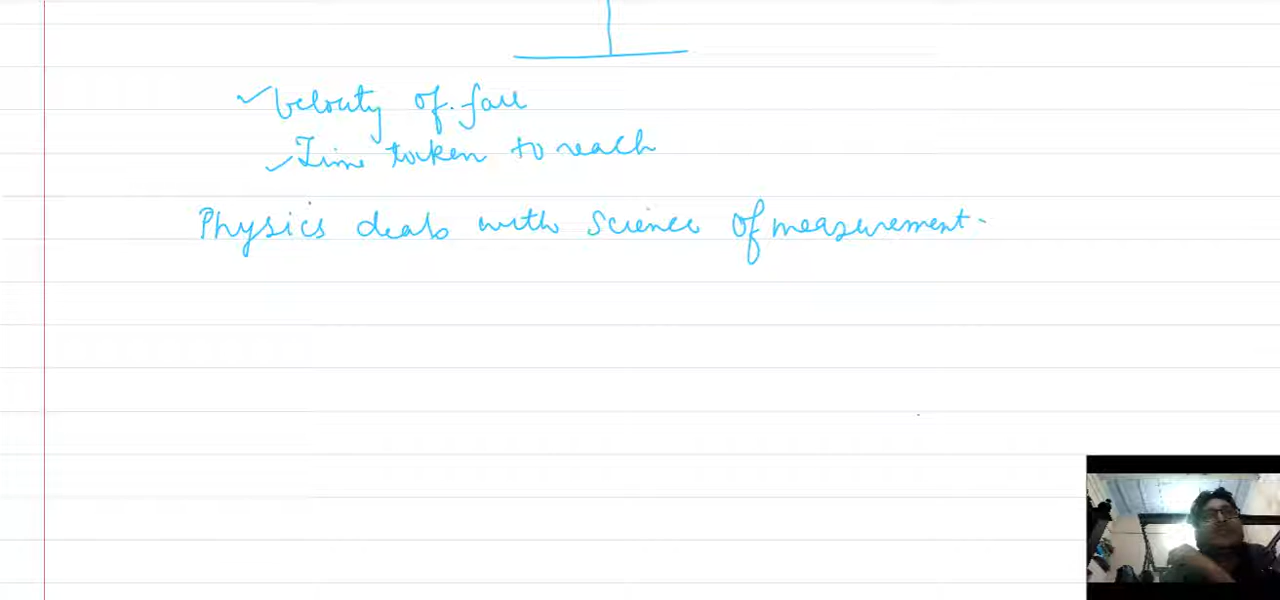 Velocity of fall
Time taken to reach
Physics deals with Science of measurement.